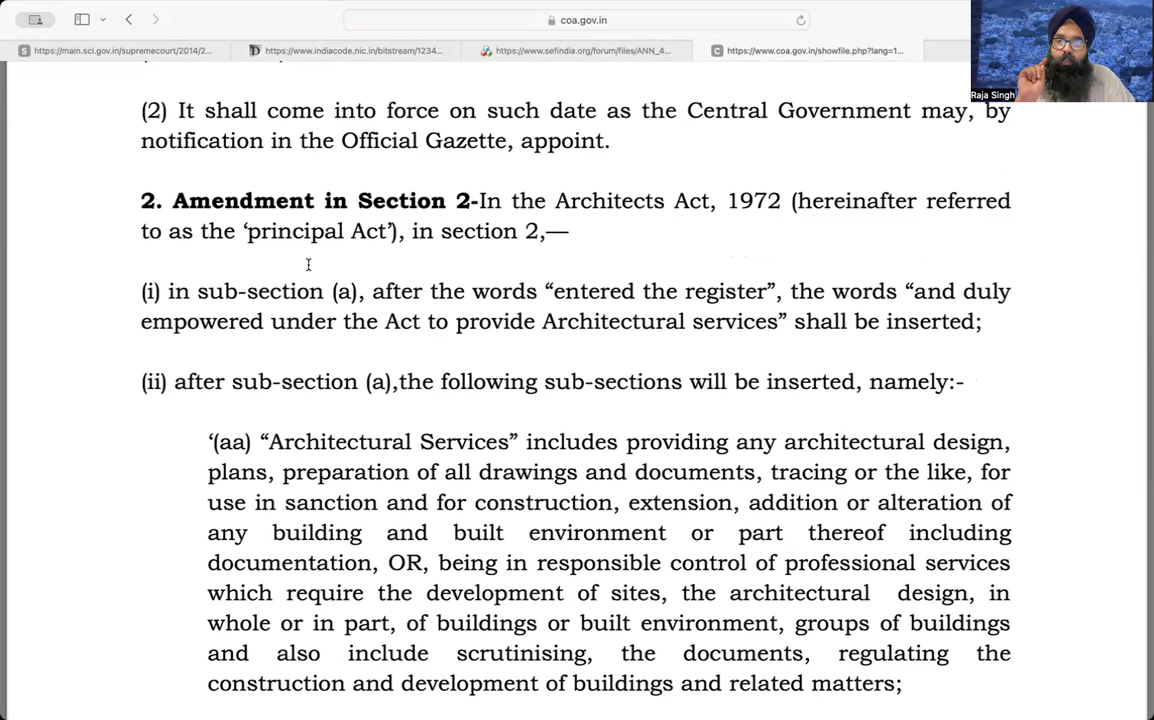 coa.gov.in
S https://main.sci.gov.in/supremecourt/2014/2...
https://www.indiacode.nic.in/bitstream/1234...
https://www.sefindia.org/forum/files/ANN_4...
C https://www.coa.gov.in/showfile.php?lang=1...
Raja Singh
(2) It shall come into force on such date as the Central Government may, by
notification in the Official Gazette, appoint.
2. Amendment in Section 2-In the Architects Act, 1972 (hereinafter referred
to as the ‘principal Act’), in section 2,—
(i) in sub-section (a), after the words “entered the register”, the words “and duly
empowered under the Act to provide Architectural services” shall be inserted;
(ii) after sub-section (a),the following sub-sections will be inserted, namely:-
‘(aa) “Architectural Services” includes providing any architectural design,
plans, preparation of all drawings and documents, tracing or the like, for
use in sanction and for construction, extension, addition or alteration of
any building and built environment or part thereof including
documentation, OR, being in responsible control of professional services
which require the development of sites, the architectural design, in
whole or in part, of buildings or built environment, groups of buildings
and also include scrutinising, the documents, regulating the
construction and development of buildings and related matters;